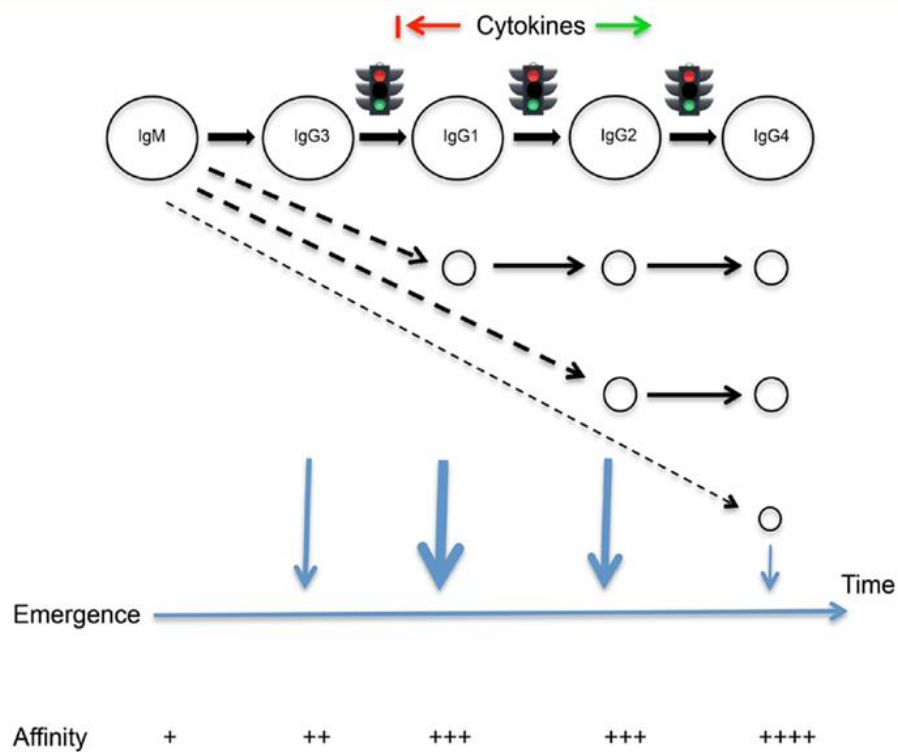 Cytokines
IgM IgG3 IgG1 IgG2 IgG4
Time
Emergence
Affinity + ++ +++ +++ ++++